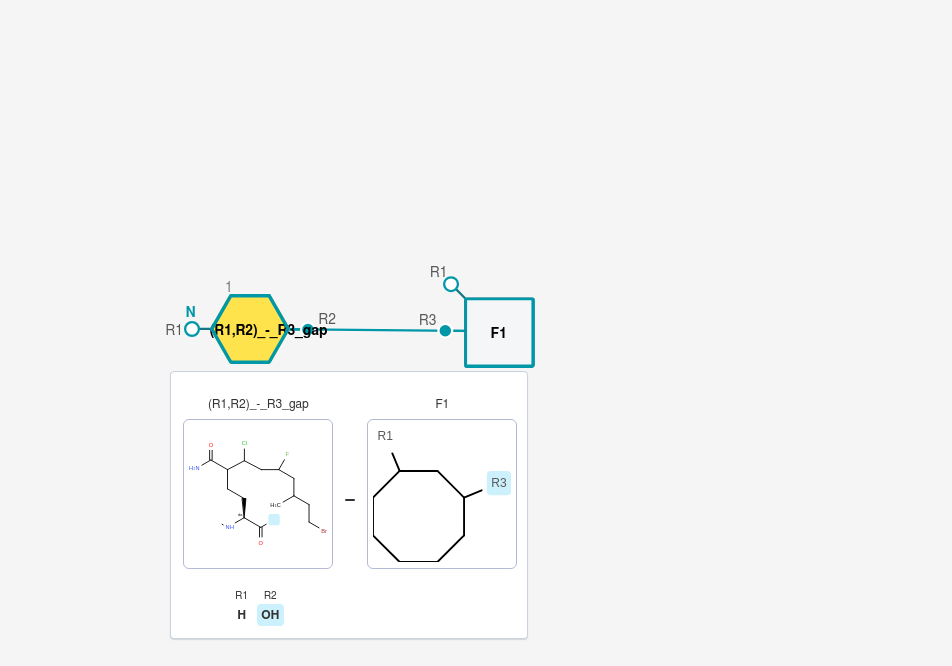 R1
1
N
R2
R3
R1
(R1,R2)_-_R3_gap
F1
(R1,R2)_-_R3_gap
F1
R1
O
Cl
F
H₂N
R3
H₃C
NH
Br
O
R1
R2
H
OH